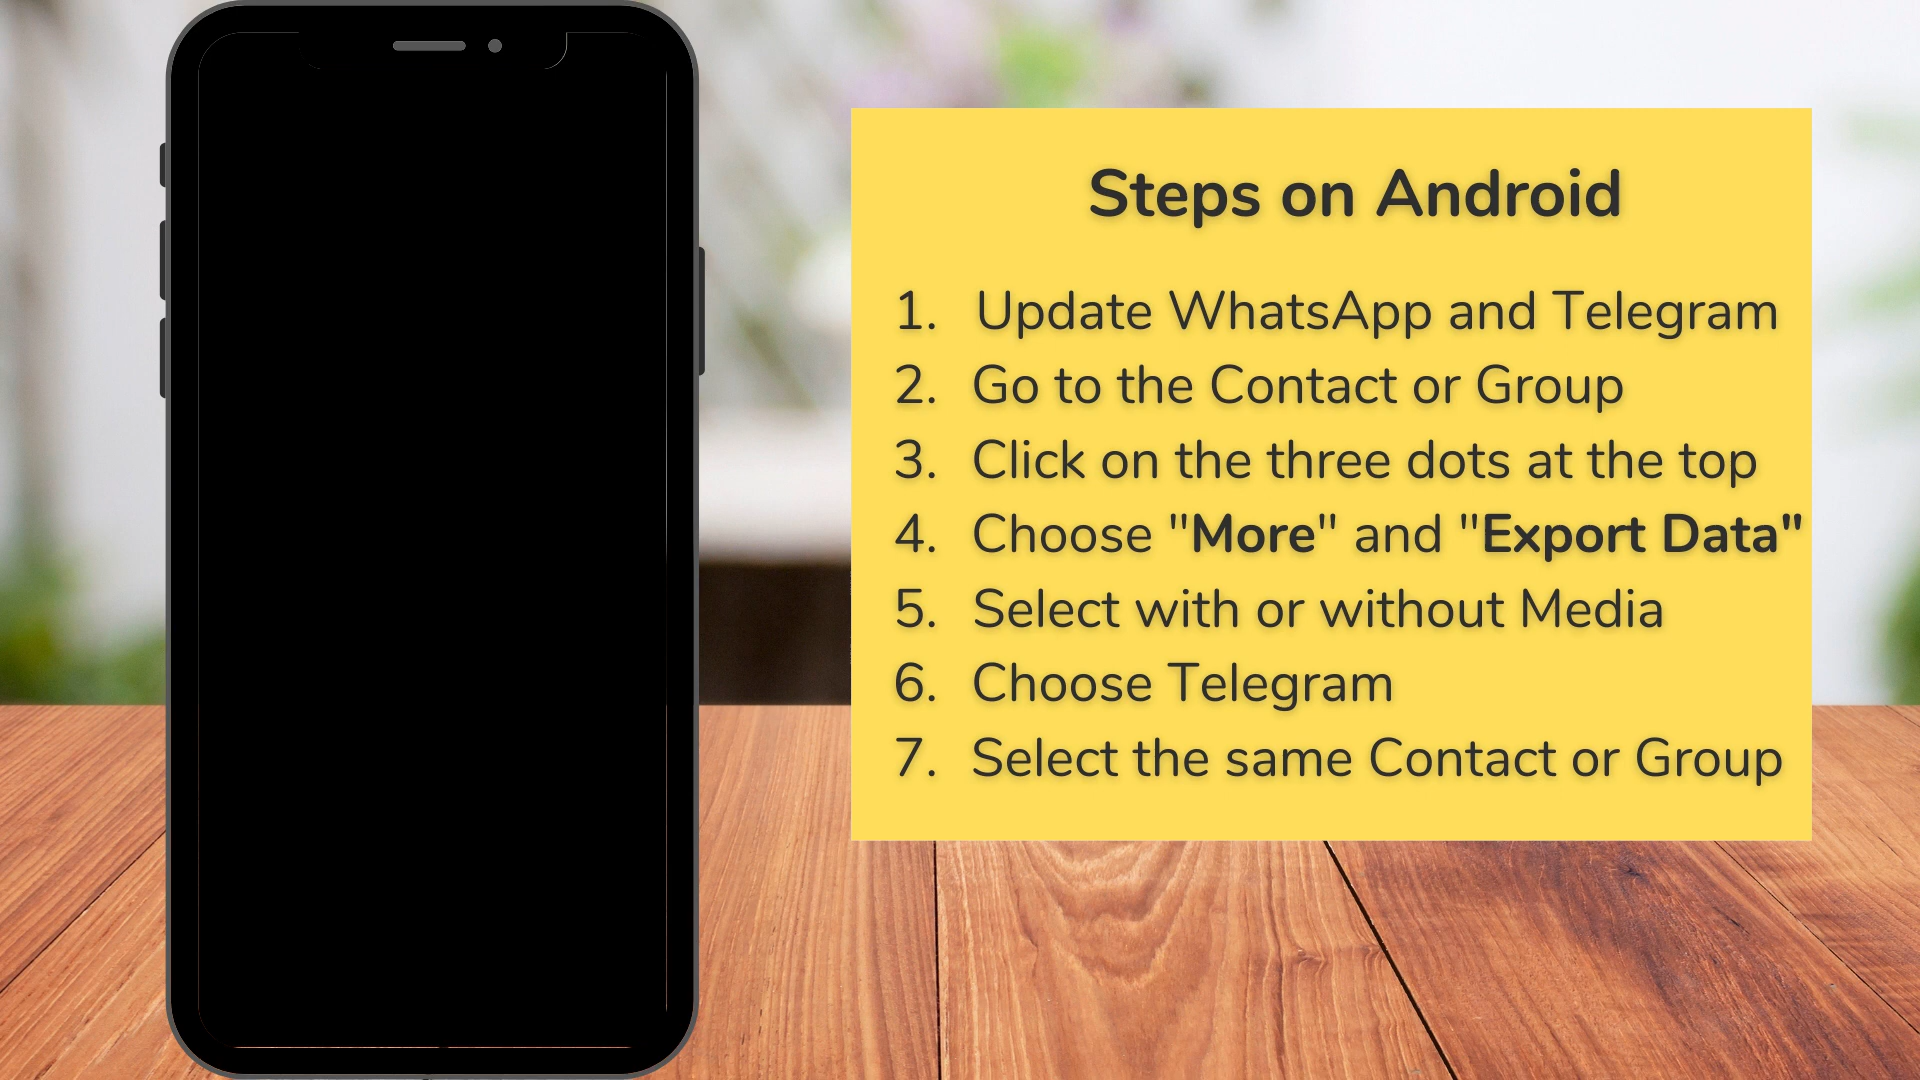 Steps on Android
1. Update WhatsApp and Telegram
2. Go to the Contact or Group
3. Click on the three dots at the top
4. Choose "More" and "Export Data"
5. Select with or without Media
6. Choose Telegram
7. Select the same Contact or Group